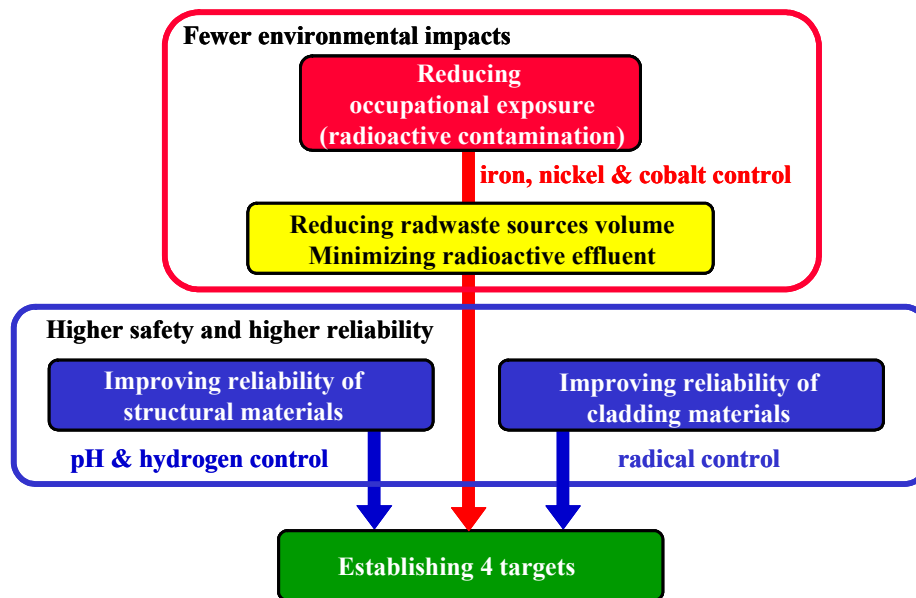 Fewer environmental impacts
Reducing
occupational exposure
(radioactive contamination)
iron, nickel & cobalt control
Reducing radwaste sources volume
Minimizing radioactive effluent
Higher safety and higher reliability
Improving reliability of
structural materials
Improving reliability of
cladding materials
pH & hydrogen control
radical control
Establishing 4 targets